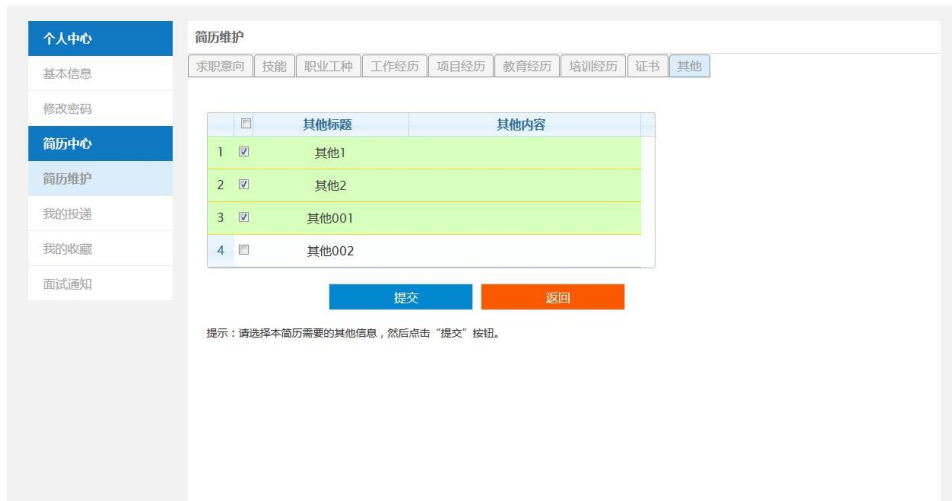 个人中心
基本信息
修改密码
简历中心
简历维护
我的投递
我的收藏
面试通知
简历维护
求职意向 技能 职业工种 工作经历 项目经历 教育经历 培训经历 证书 其他
其他标题 其他内容
1 其他1
2 其他2
3 其他001
4 其他002
提交 返回
提示：请选择本简历需要的其他信息，然后点击“提交”按钮。